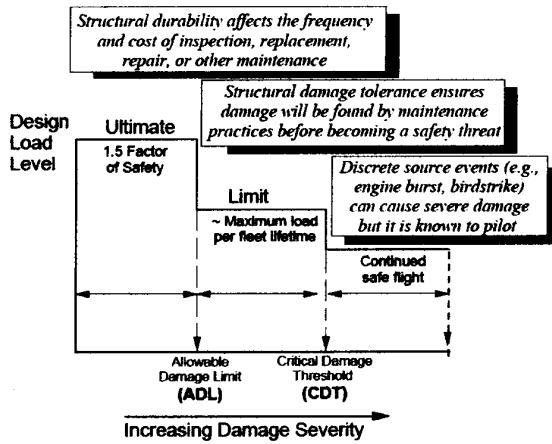 Structural durability affects the frequency
and cost of inspection, replacement,
repair, or other maintenance
Structural damage tolerance ensures
damage will be found by maintenance
practices before becoming a safety threat
Discrete source events (e.g.,
engine burst, birdstrike)
can cause severe damage
but it is known to pilot
Design
Load
Level
Ultimate
1.5 Factor
of Safety
Limit
~ Maximum load
per fleet lifetime
Continued
safe flight
Allowable
Damage Limit
(ADL)
Critical Damage
Threshold
(CDT)
Increasing Damage Severity